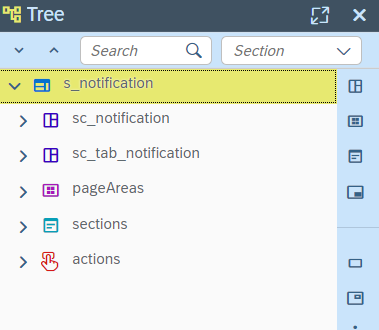 Tree
Search
Section
s_notification
sc_notification
sc_tab_notification
pageAreas
sections
actions